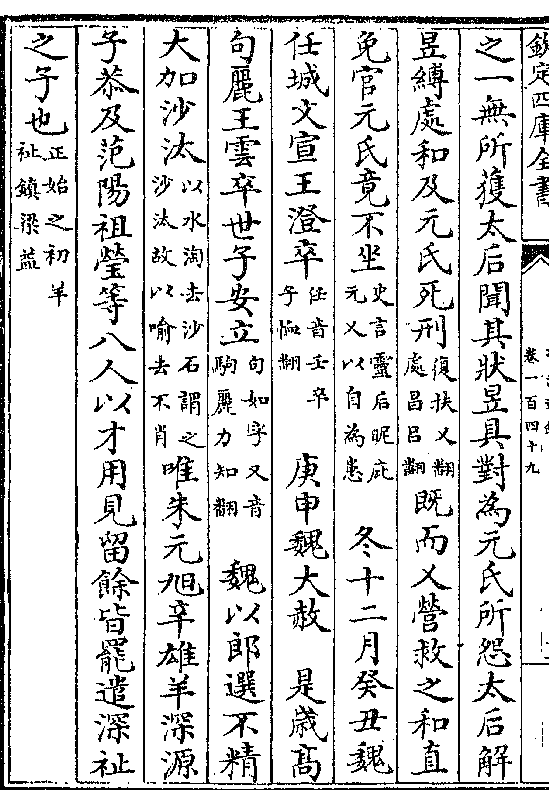 欽定四庫全書
卷一百四十九
之一無所獲太后聞其狀昱具對為元氏所怨太后解
昱縛處和及元氏死刑復扶又翻處昌吕翻既而乂營救之和直
免官元氏竟不坐史言靈后昵庇元乂以自為患 冬十二月癸丑魏
任城文宣王澄卒任音壬卒子恤翻 庚申魏大赦 是歲髙
句麗王雲卒世子安立句如字又音駒麗力知翻 魏以郎選不精
大加沙汰以水淘去沙石謂之沙汰故以喻去不肖唯朱元旭辛雄羊深源
子恭及范陽祖瑩等八人以才用見留餘皆罷遣深祉
之子也正始之初羊祉鎮梁益